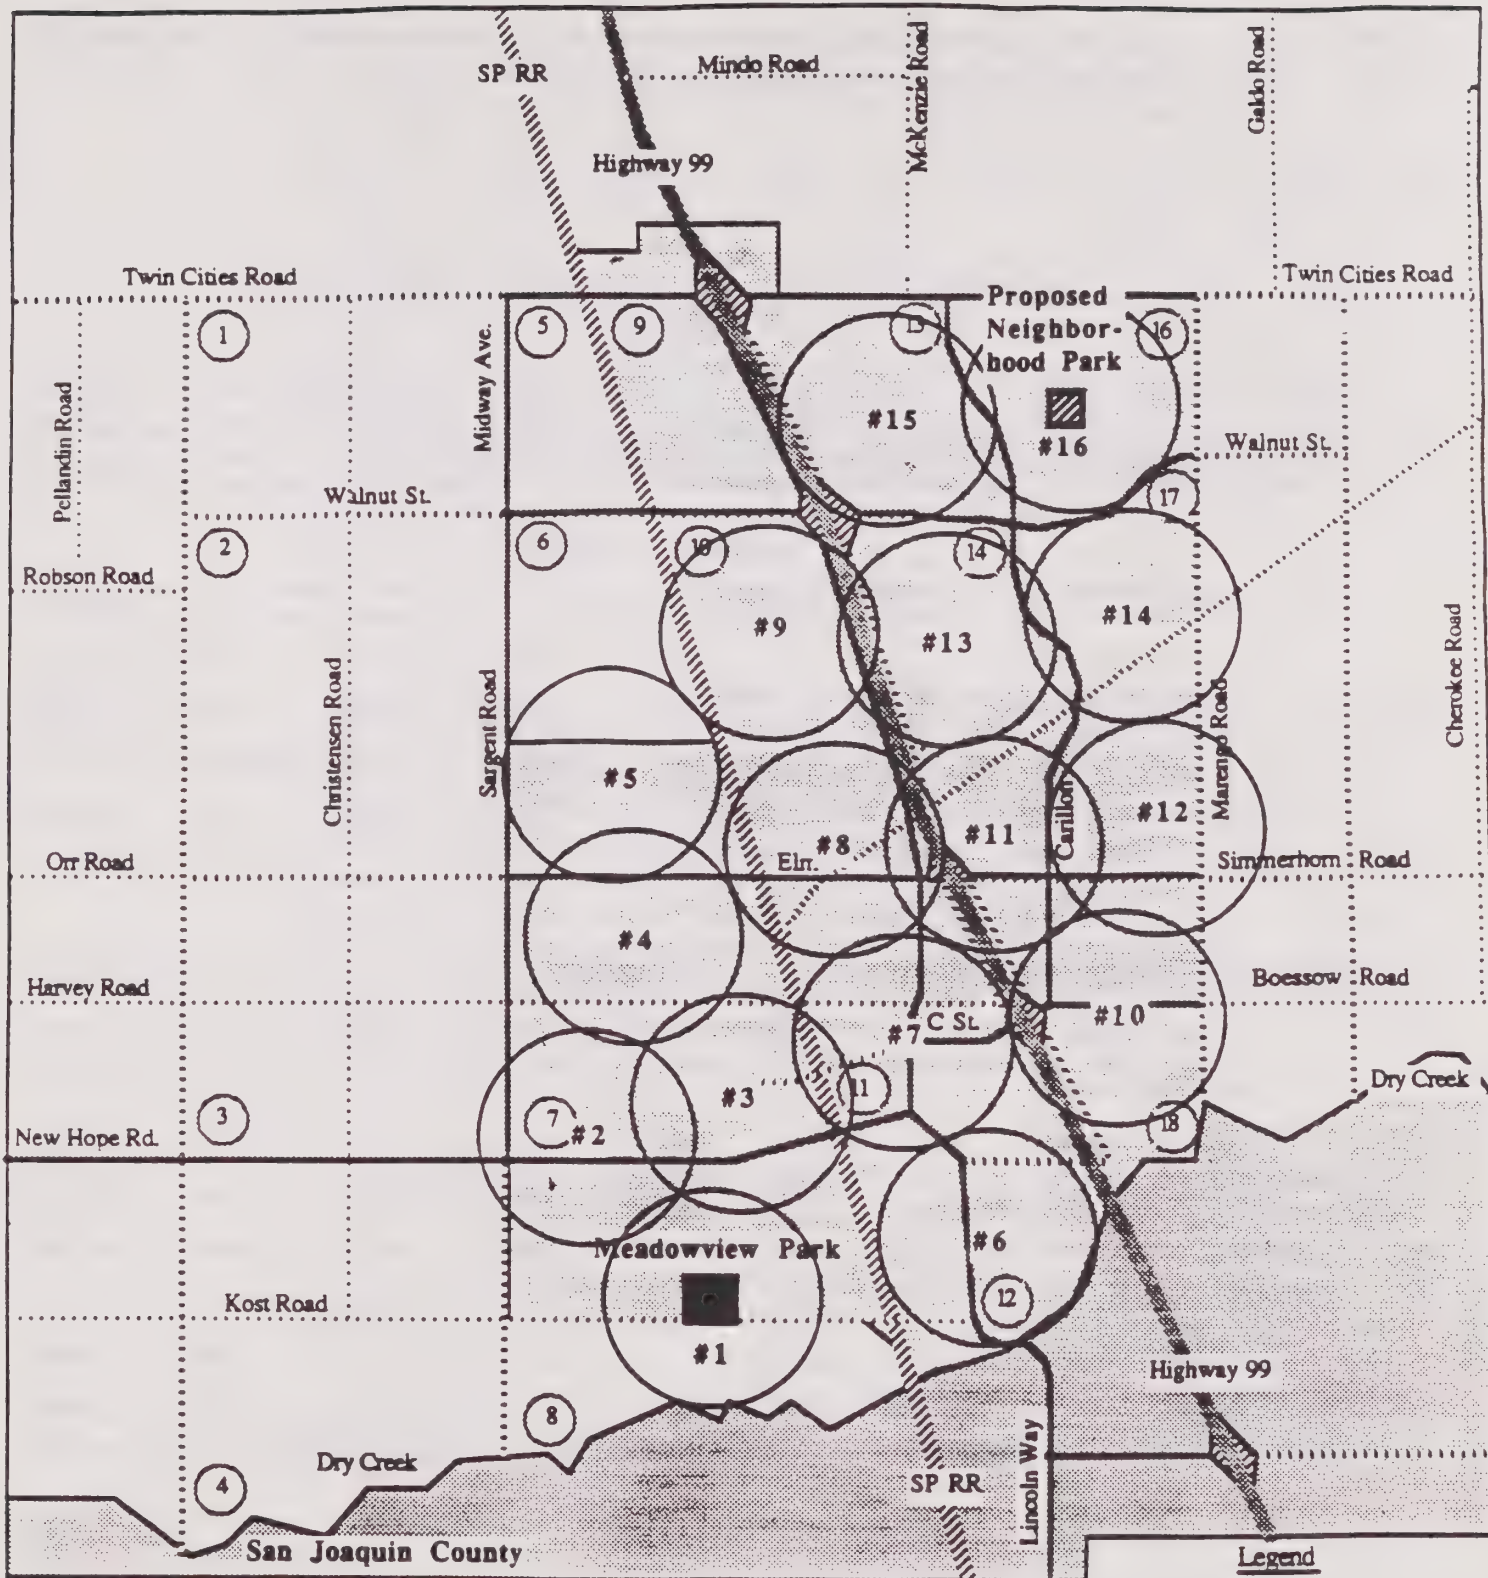 SP RR
Mindo Road
McKenzie Road
Galdo Road
Highway 99
Twin Cities Road
Twin Cities Road
Proposed
Neighbor-
hood Park
1
5
9
13
16
Pellandin Road
Midway Ave.
#15
#16
Walnut St.
Walnut St.
17
2
6
10
14
Robson Road
#9
#13
#14
Christensen Road
Sargent Road
Marengo Road
Cherokee Road
#5
#8
#11
Carillon
#12
Orr Road
Elm.
Simmerhorn Road
#4
Harvey Road
Boessow Road
#7
C St.
#10
#3
11
Dry Creek
3
7
#2
18
New Hope Rd.
Meadowview Park
#6
Kost Road
12
#1
Highway 99
8
Lincoln Way
Dry Creek
4
SP RR
San Joaquin County
Legend